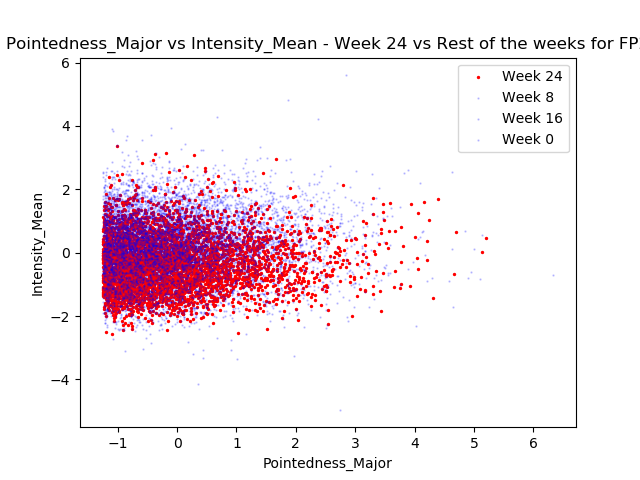 Pointedness_Major vs Intensity_Mean - Week 24 vs Rest of the weeks for FP
Week 24
Week 8
Week 16
Week 0
6
4
2
0
−2
−4
Intensity_Mean
−1 0 1 2 3 4 5 6
Pointedness_Major